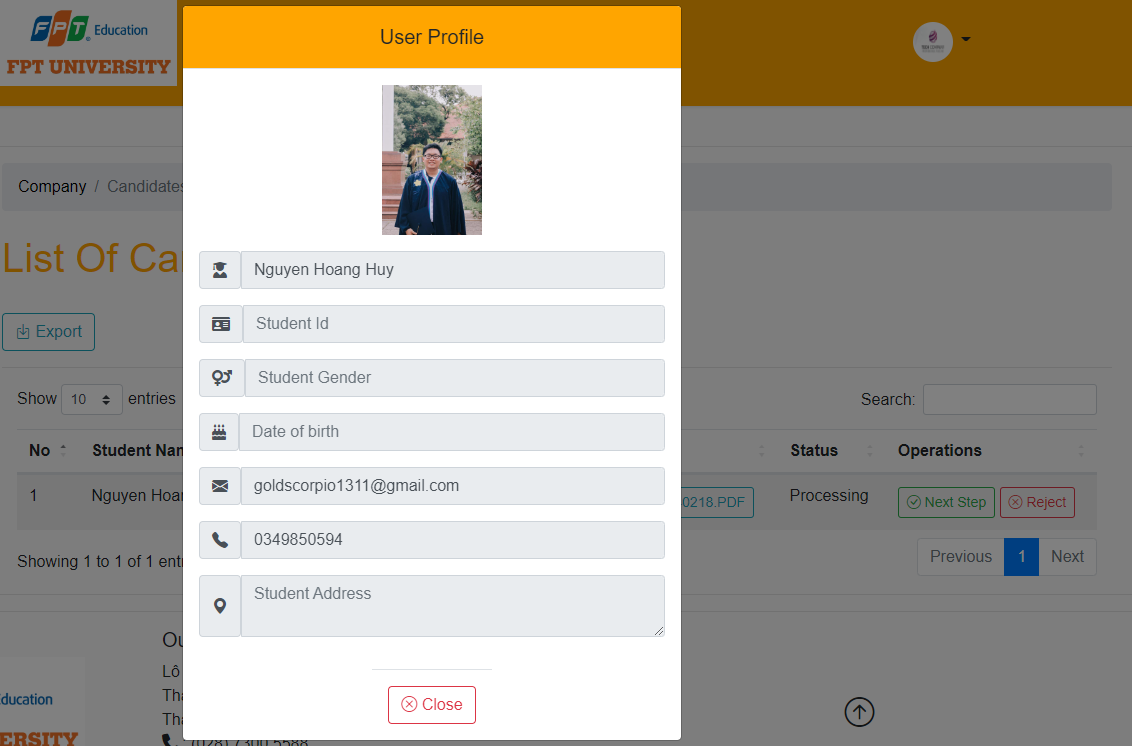 FPT Education
FPT UNIVERSITY
User Profile
Company / Candidates
List Of Ca
Export
Nguyen Hoang Huy
Student Id
Student Gender
Date of birth
goldscorpio1311@gmail.com
0349850594
Student Address
Close
Show 10 entries
Search:
No Student Nam Status Operations
1 Nguyen Hoan 0218.PDF Processing Next Step Reject
Showing 1 to 1 of 1 entr
Previous 1 Next
Ou
Lô
Thà
Thà
ducation
ERSITY
(028) 7300 5588